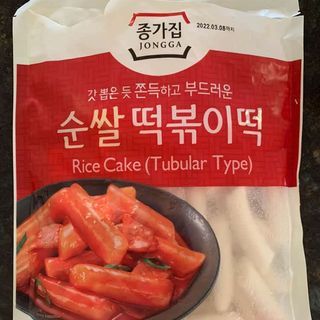 종가집
JONGGA
2022.03.08까지
갓 뽑은 듯 쫀득하고 부드러운
순쌀 떡볶이떡
Rice Cake (Tubular Type)